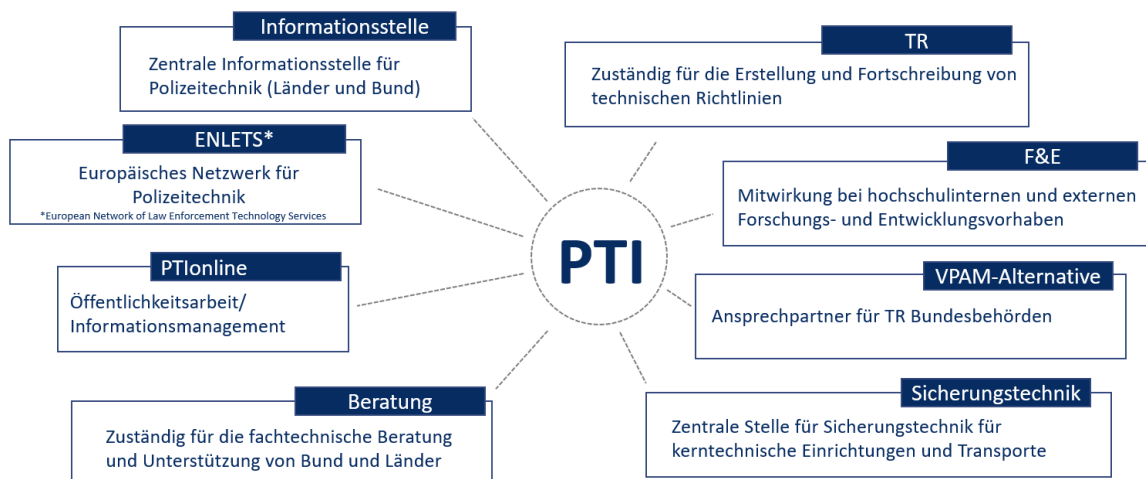 Informationsstelle
Zentrale Informationsstelle für
Polizeitechnik (Länder und Bund)
TR
Zuständig für die Erstellung und Fortschreibung von
technischen Richtlinien
ENLETS*
Europäisches Netzwerk für
Polizeitechnik
*European Network of Law Enforcement Technology Services
F&E
Mitwirkung bei hochschulinternen und externen
Forschungs- und Entwicklungsvorhaben
PTI
PTIonline
Öffentlichkeitsarbeit/
Informationsmanagement
VPAM-Alternative
Ansprechpartner für TR Bundesbehörden
Beratung
Zuständig für die fachtechnische Beratung
und Unterstützung von Bund und Länder
Sicherungstechnik
Zentrale Stelle für Sicherungstechnik für
kerntechnische Einrichtungen und Transporte